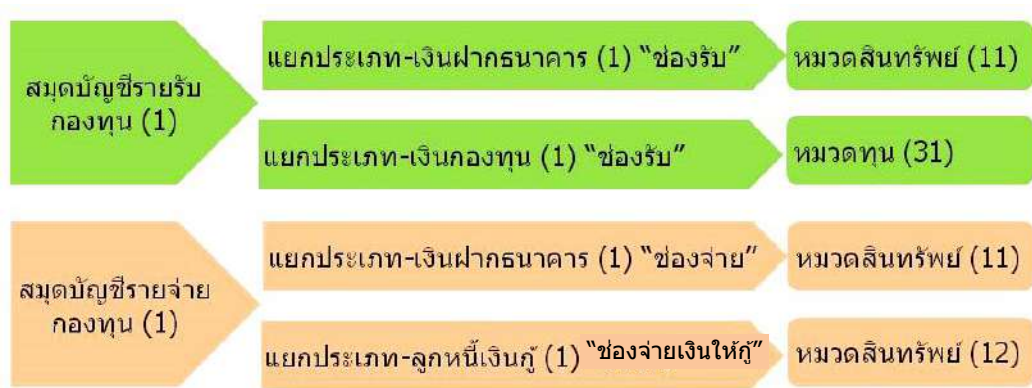 สมุดบัญชีรายรับ
กองทุน (1)
แยกประเภท-เงินฝากธนาคาร (1) “ช่องรับ”
หมวดสินทรัพย์ (11)
แยกประเภท-เงินกองทุน (1) “ช่องรับ”
หมวดทุน (31)
สมุดบัญชีรายจ่าย
กองทุน (1)
แยกประเภท-เงินฝากธนาคาร (1) “ช่องจ่าย”
หมวดสินทรัพย์ (11)
แยกประเภท-ลูกหนี้เงินกู้ (1) “ช่องจ่ายเงินให้กู้”
หมวดสินทรัพย์ (12)